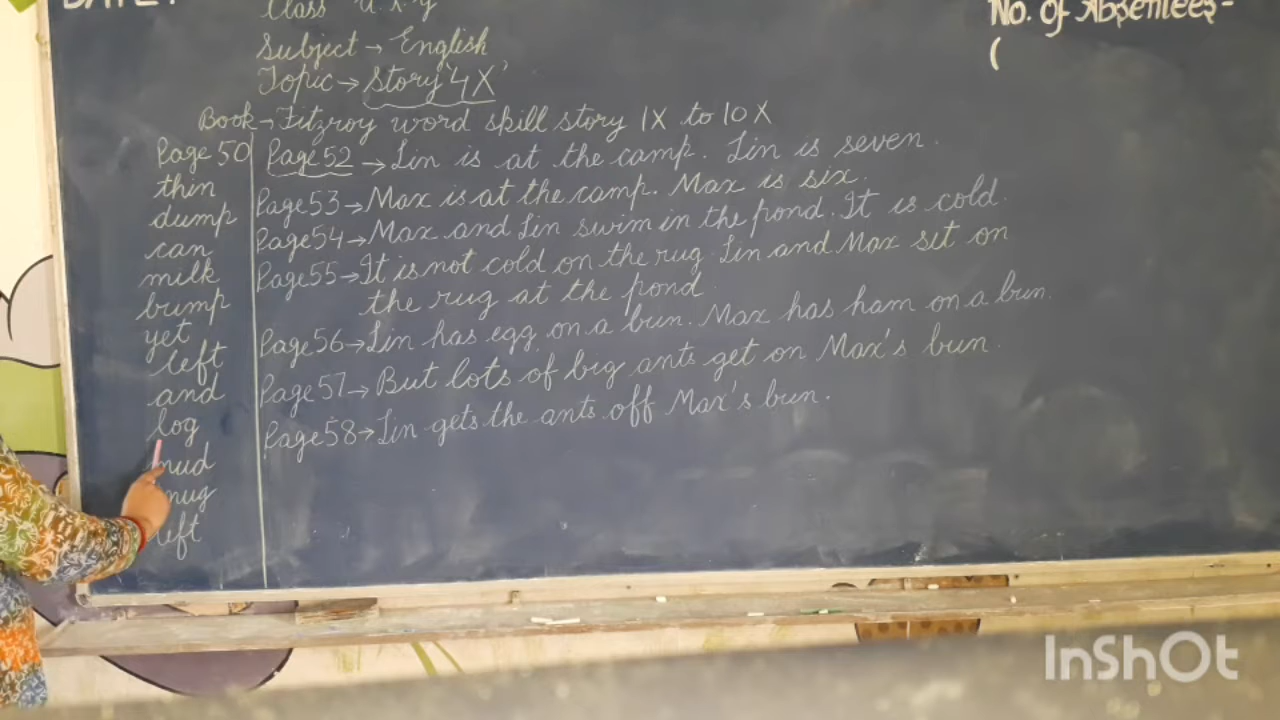 DATE:
Class U.K.G
No. of Absentees-
(
Subject → English
Topic → Story '4X'
Book → Fitzroy word skill story 1X to 10X
Page 50
thin
dump
can
milk
bump
yet
left
and
log
mud
mug
left
Page 52 → Lin is at the camp. Lin is seven.
Page 53 → Max is at the camp. Max is six.
Page 54 → Max and Lin swim in the pond. It is cold.
Page 55 → It is not cold on the rug. Lin and Max sit on
the rug at the pond
Page 56 → Lin has egg on a bun. Max has ham on a bun.
Page 57 → But lots of big ants get on Max's bun.
Page 58 → Lin gets the ants off Max's bun.
InShOt